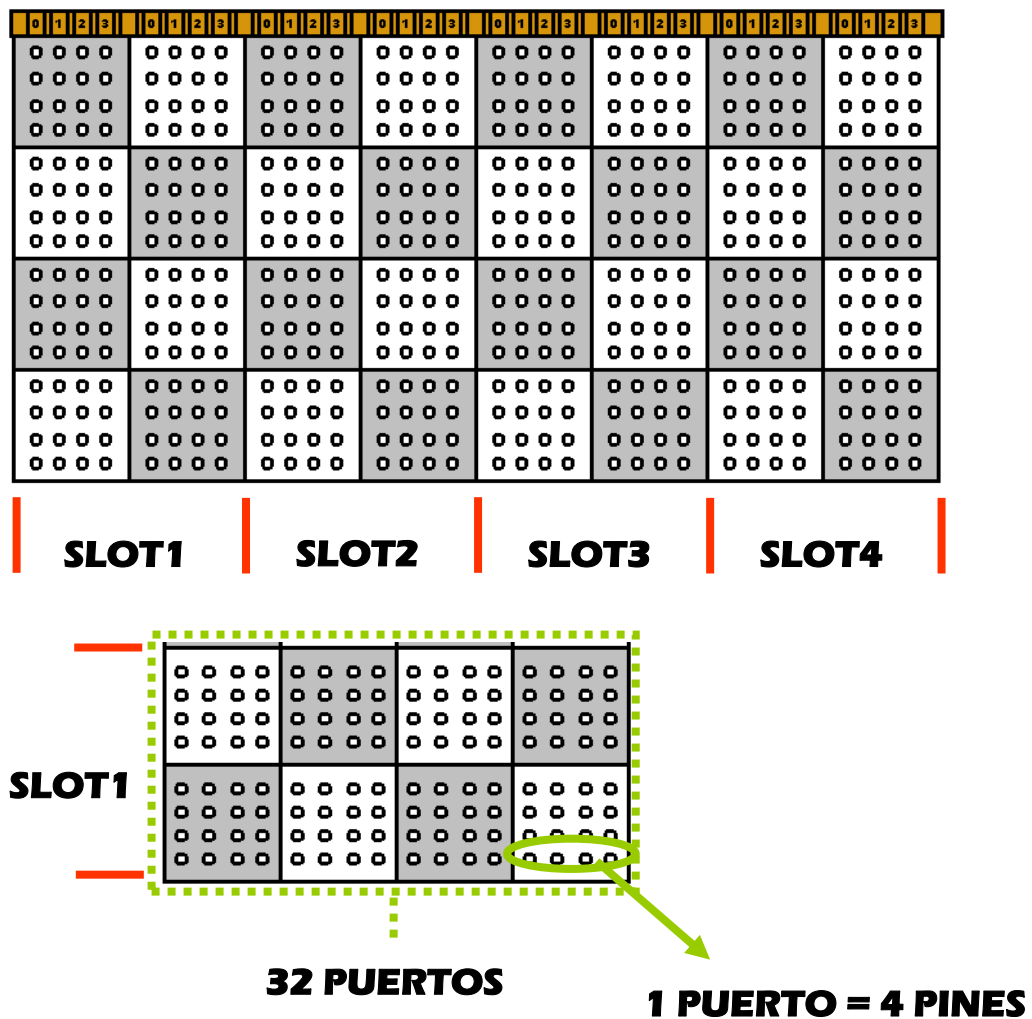 0 1 2 3 0 1 2 3 0 1 2 3 0 1 2 3 0 1 2 3 0 1 2 3 0 1 2 3 0 1 2 3
SLOT1 SLOT2 SLOT3 SLOT4
SLOT1
32 PUERTOS
1 PUERTO = 4 PINES